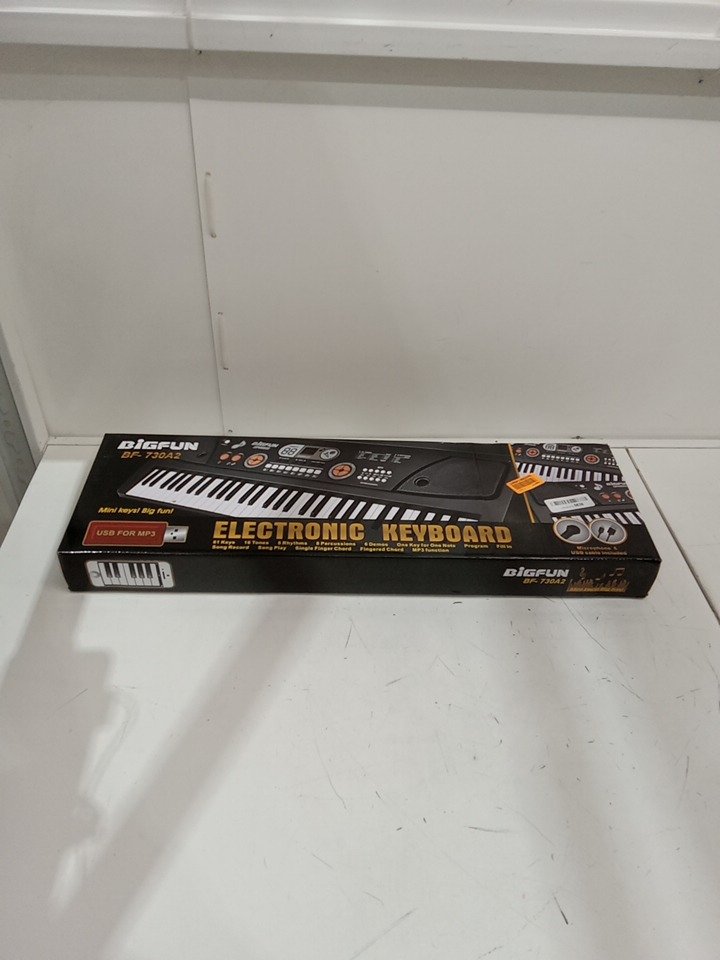 BIGFUN
BF- 730A2
Mini keys! Big fun!
USB FOR MP3
ELECTRONIC KEYBOARD
61 Keys 16 Tones 8 Rhythms 8 Percussions 6 Demos One Key for One Note Program Fill In
Song Record Song Play Single Finger Chord Fingered Chord MP3 function
Microphone &
USB cable included
BIGFUN
BF- 730A2